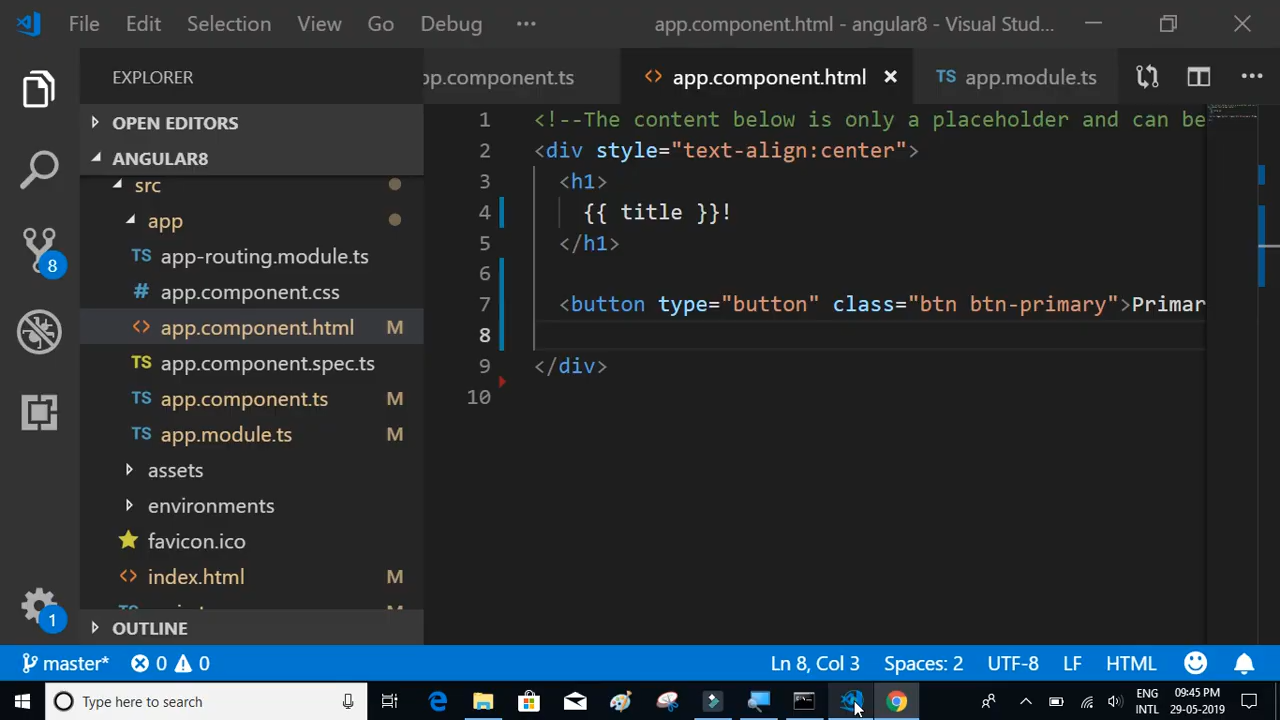 File Edit Selection View Go Debug ··· app.component.html - angular8 - Visual Stud...
EXPLORER
OPEN EDITORS
ANGULAR8
src
app
TS app-routing.module.ts
# app.component.css
<> app.component.html M
TS app.component.spec.ts
TS app.component.ts M
TS app.module.ts M
assets
environments
favicon.ico
<> index.html M
OUTLINE
8
1
pp.component.ts <> app.component.html × TS app.module.ts ···
1 <!--The content below is only a placeholder and can be
2 <div style="text-align:center">
3 <h1>
4 {{ title }}!
5 </h1>
6
7 <button type="button" class="btn btn-primary">Primar
8
9 </div>
10
master* 0 0 Ln 8, Col 3 Spaces: 2 UTF-8 LF HTML
Type here to search ENG 09:45 PM
INTL 29-05-2019